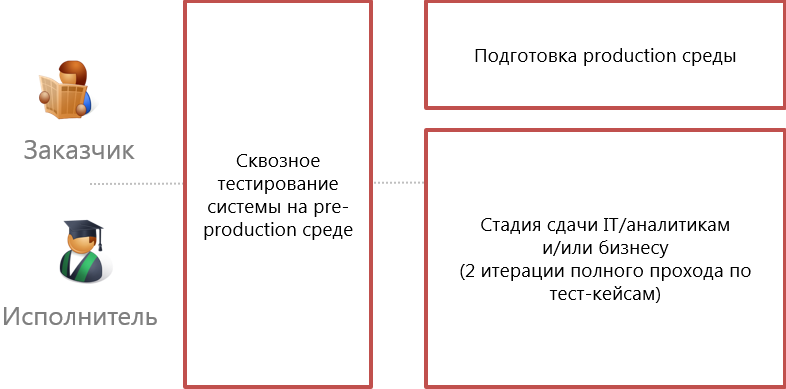 Заказчик
Исполнитель
Сквозное
тестирование
системы на pre-
production среде
Подготовка production среды
Стадия сдачи IT/аналитикам
и/или бизнесу
(2 итерации полного прохода по
тест-кейсам)